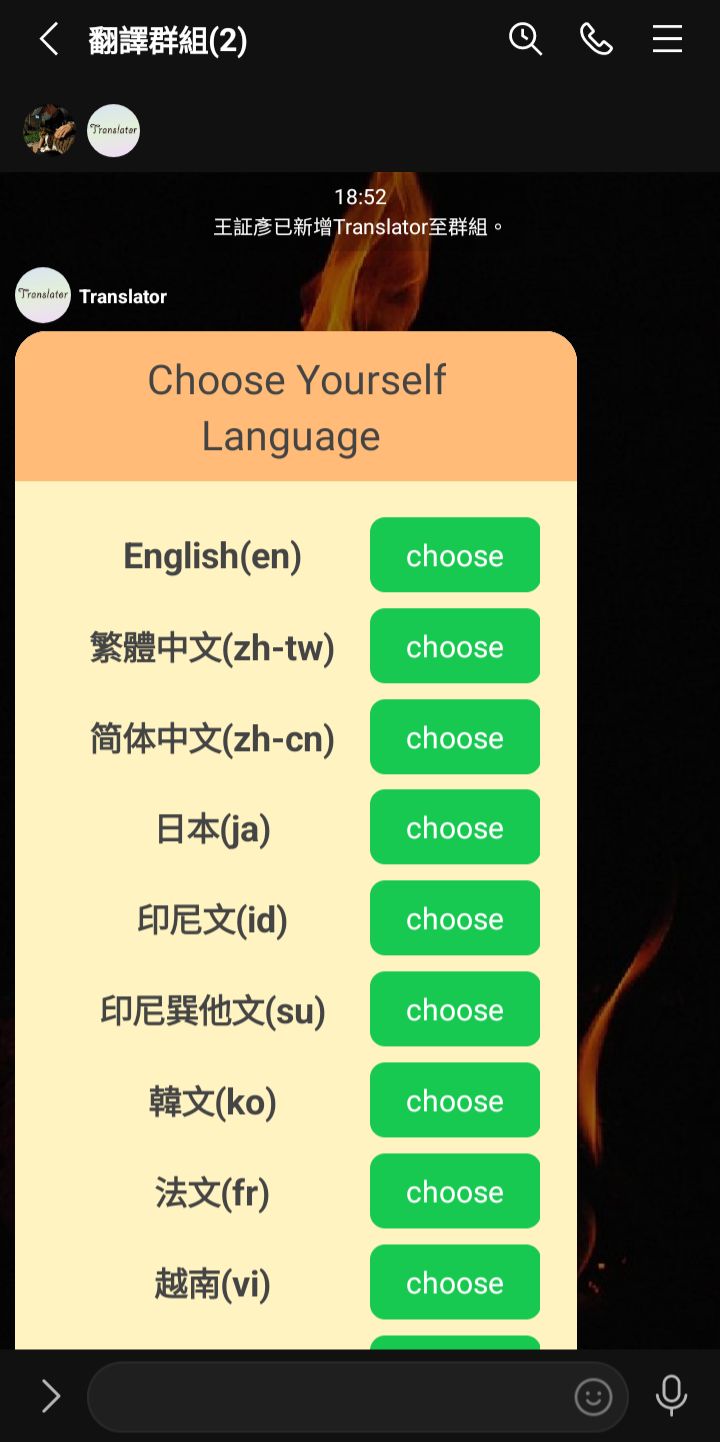 翻譯群組(2)
Translator
18:52
王証彥已新增Translator至群組。
Translator
Translator
Choose Yourself
Language
English(en) choose
繁體中文(zh-tw) choose
简体中文(zh-cn) choose
日本(ja) choose
印尼文(id) choose
印尼巽他文(su) choose
韓文(ko) choose
法文(fr) choose
越南(vi) choose